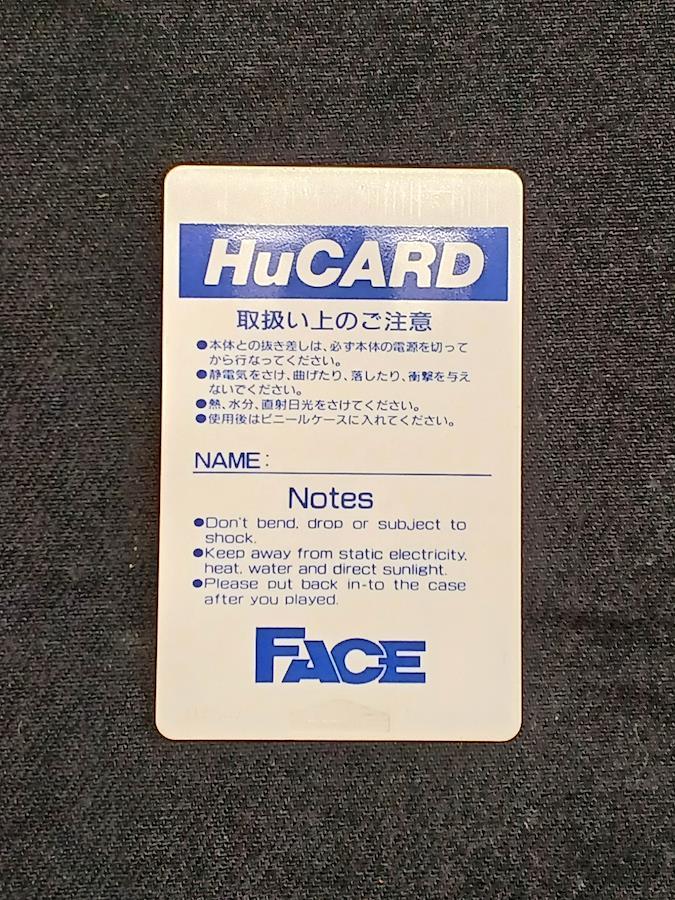 HuCARD
取扱い上のご注意
●本体との抜き差しは、必ず本体の電源を切って
から行なってください。
●静電気をさけ、曲げたり、落したり、衝撃を与え
ないでください。
●熱、水分、直射日光をさけてください。
●使用後はビニールケースに入れてください。
NAME:
Notes
●Don't bend, drop or subject to
shock.
●Keep away from static electricity,
heat, water and direct sunlight.
●Please put back in-to the case
after you played.
FACE